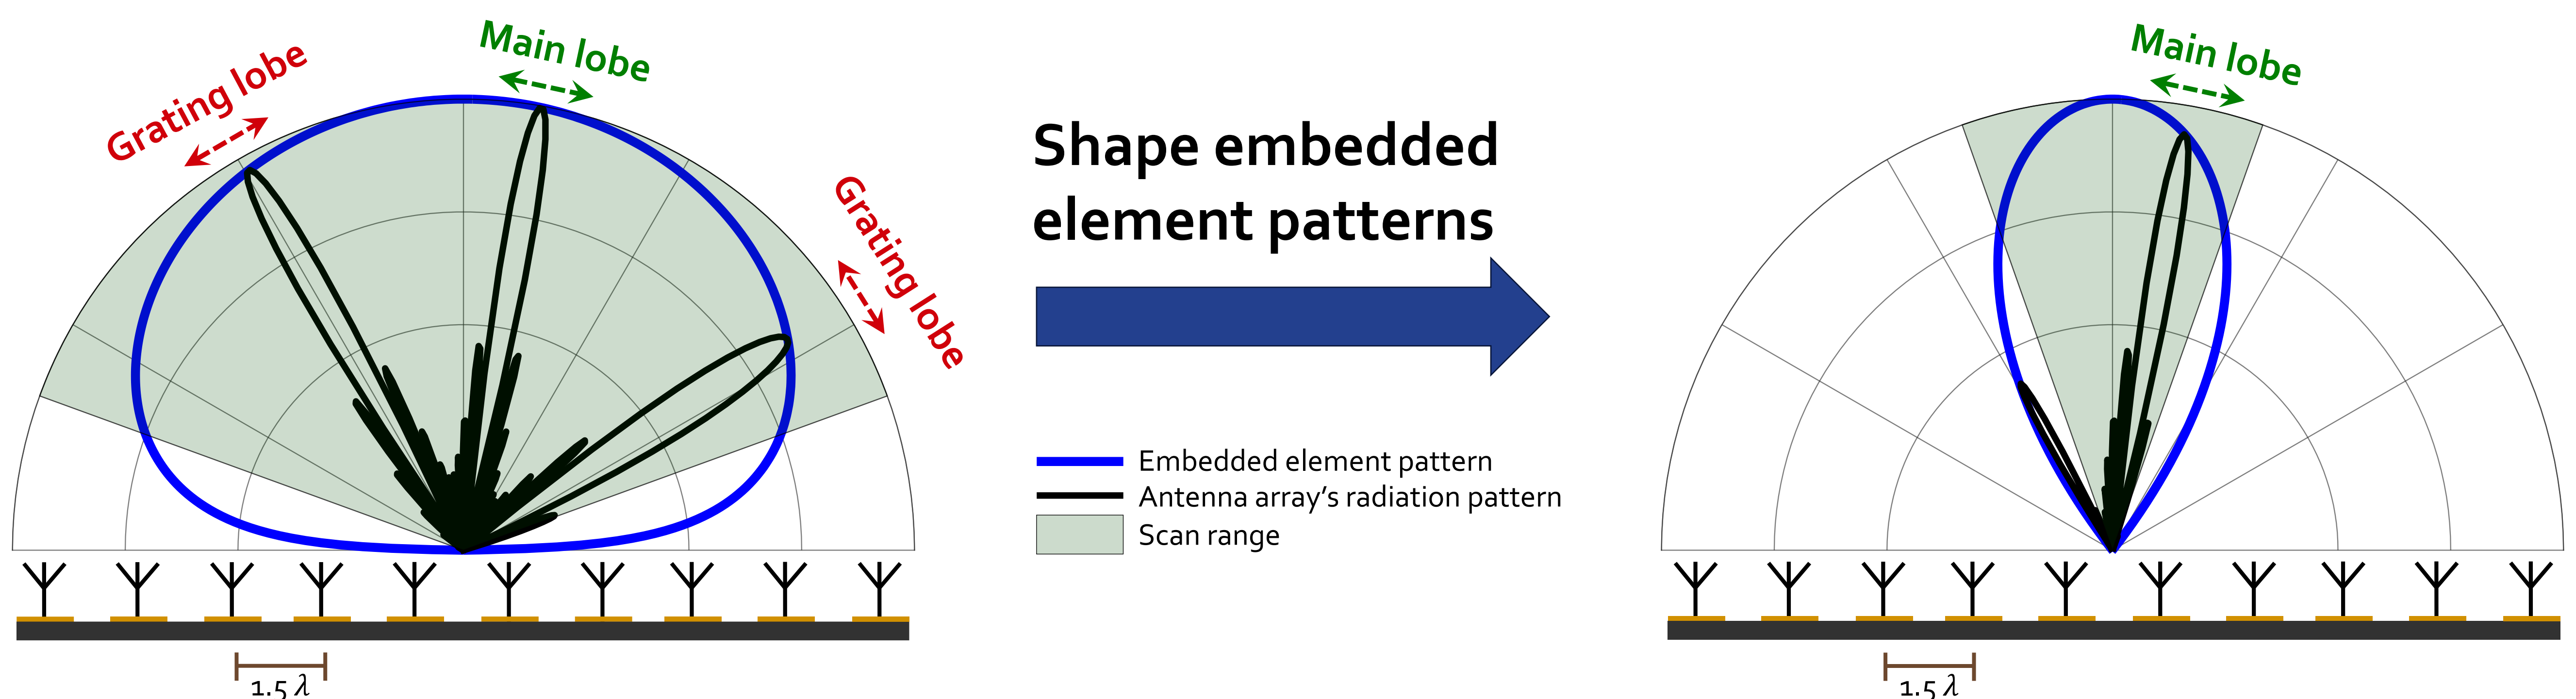 Grating lobe
Main lobe
Grating lobe
1.5 λ
Shape embedded
element patterns
Embedded element pattern
Antenna array’s radiation pattern
Scan range
Main lobe
1.5 λ